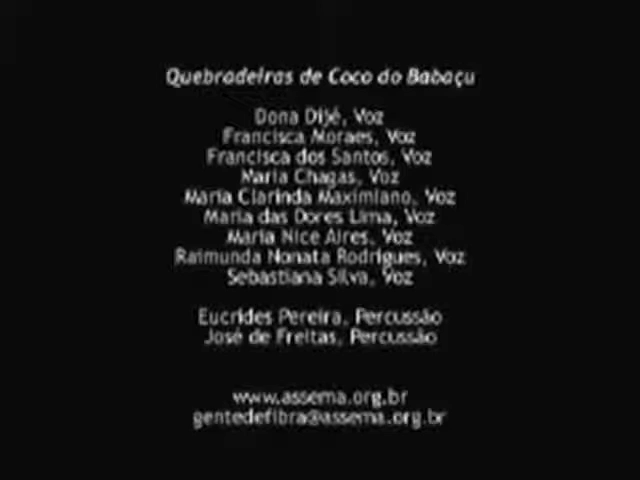 Quebradeiras de Coco do Babaçu
Dona Dijé, Voz
Francisca Moraes, Voz
Francisca dos Santos, Voz
Maria Chagas, Voz
Maria Clarinda Maximiano, Voz
Maria das Dores Lima, Voz
Maria Nice Aires, Voz
Raimunda Nonata Rodrigues, Voz
Sebastiana Silva, Voz
Eucrides Pereira, Percussão
José de Freitas, Percussão
www.assema.org.br
gentedefibra@assema.org.br